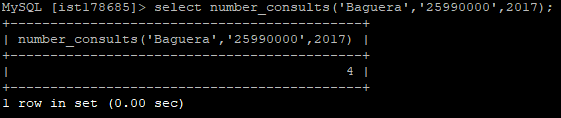 MySQL [ist178685]> select number_consults('Baguera','25990000',2017);
+-------------------------------------------+
| number_consults('Baguera','25990000',2017) |
+-------------------------------------------+
|                                          4 |
+-------------------------------------------+
1 row in set (0.00 sec)